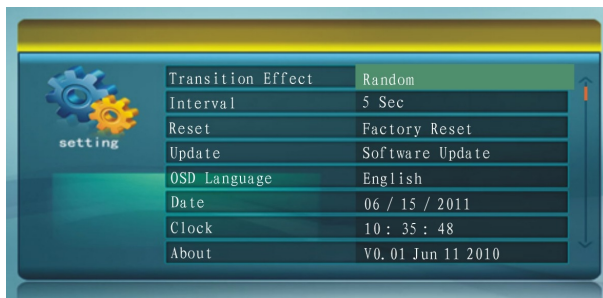 Transition Effect Random
Interval 5 Sec
Reset Factory Reset
setting
Update Software Update
OSD Language English
Date 06 / 15 / 2011
Clock 10 : 35 : 48
About V0.01 Jun 11 2010